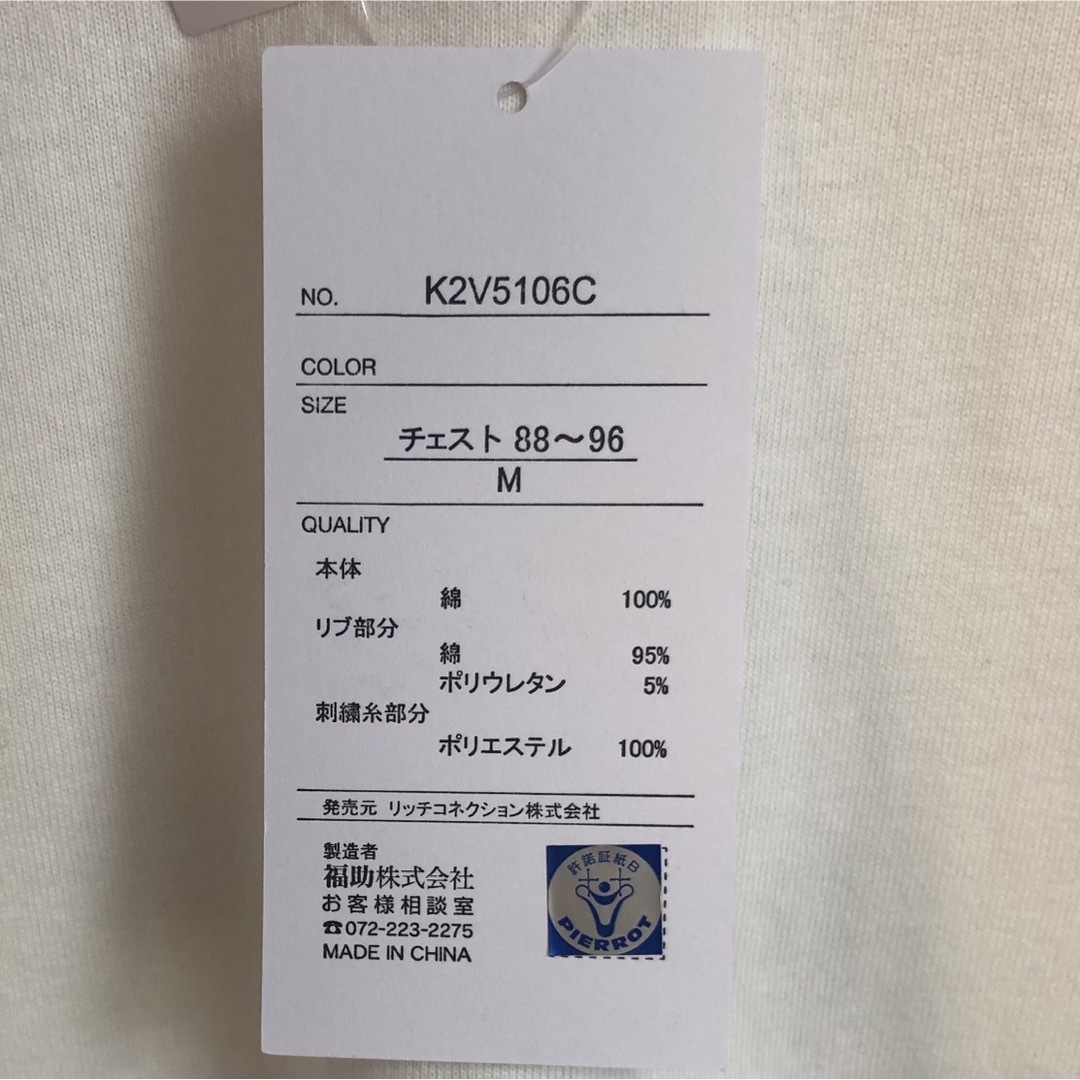 NO. K2V5106C
COLOR
SIZE
チェスト 88～96
M
QUALITY
本体
綿 100%
リブ部分
綿 95%
ポリウレタン 5%
刺繍糸部分
ポリエステル 100%
発売元 リッチコネクション株式会社
製造者
福助株式会社
お客様相談室
☎072-223-2275
MADE IN CHINA
許諾証紙B
PIERROT